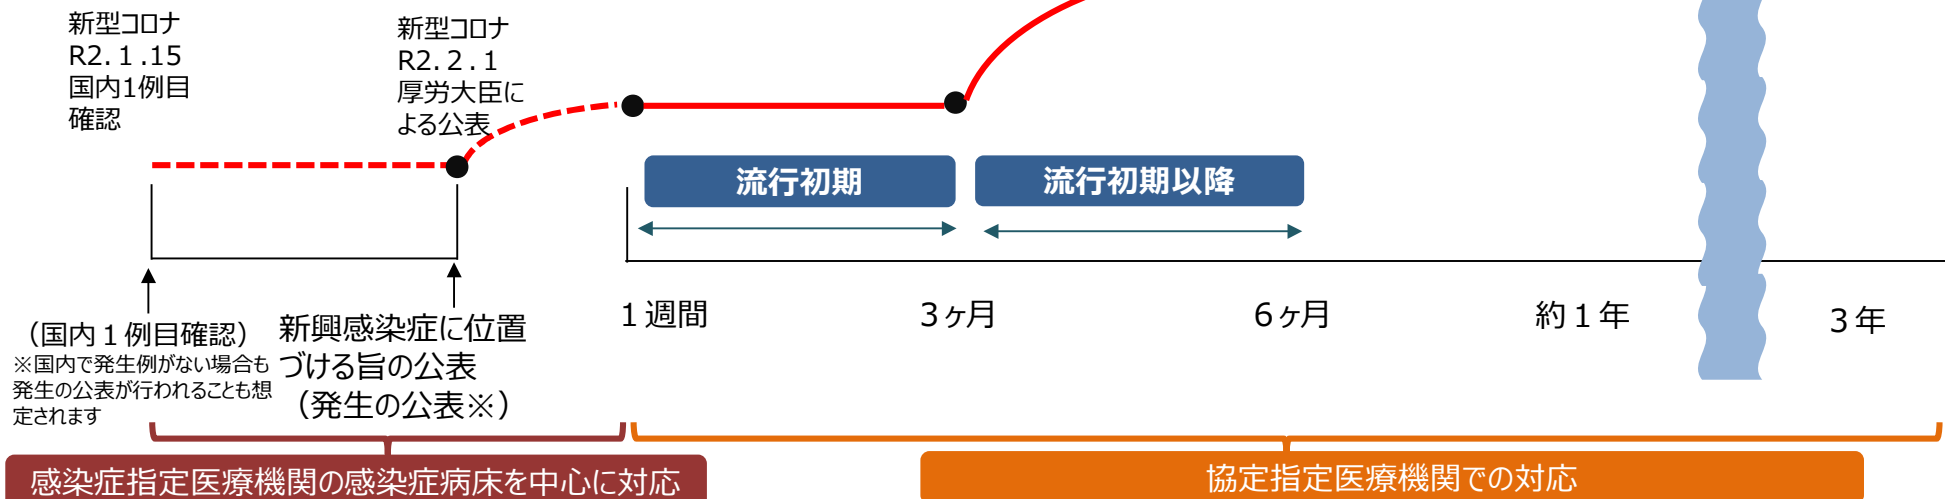 新型コロナ
R2.１.15
国内1例目
確認
新型コロナ
R2.２.１
厚労大臣に
よる公表
流行初期
流行初期以降
１週間
３ヶ月
６ヶ月
約１年
３年
（国内１例目確認）
※国内で発生例がない場合も
発生の公表が行われることも想
定されます
新興感染症に位置
づける旨の公表
（発生の公表※）
感染症指定医療機関の感染症病床を中心に対応
協定指定医療機関での対応